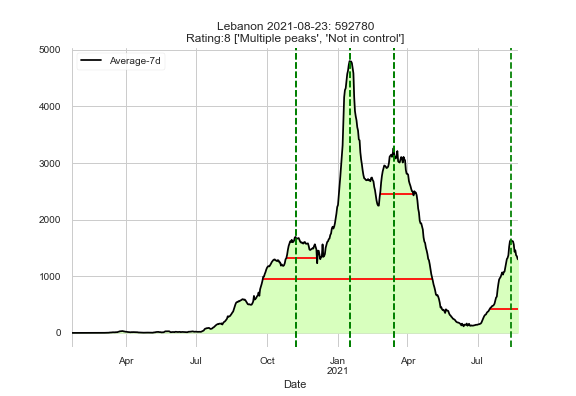 Lebanon 2021-08-23: 592780
Rating:8 ['Multiple peaks', 'Not in control']
Average-7d
5000
4000
3000
2000
1000
0
Apr
Jul
Oct
Jan
2021
Apr
Jul
Date